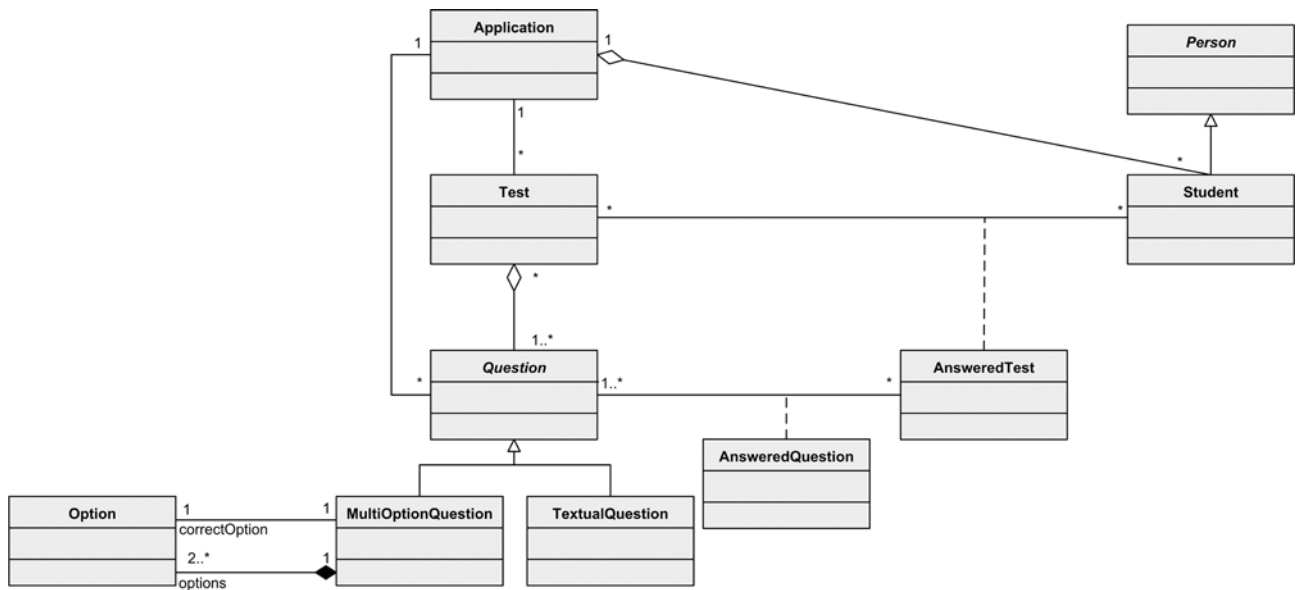 Application
Person
1
1
1
*
*
Test
Student
*
*
*
1..*
Question
AnsweredTest
*
1..*
*
AnsweredQuestion
Option
MultiOptionQuestion
TextualQuestion
1
1
correctOption
2..*
1
options